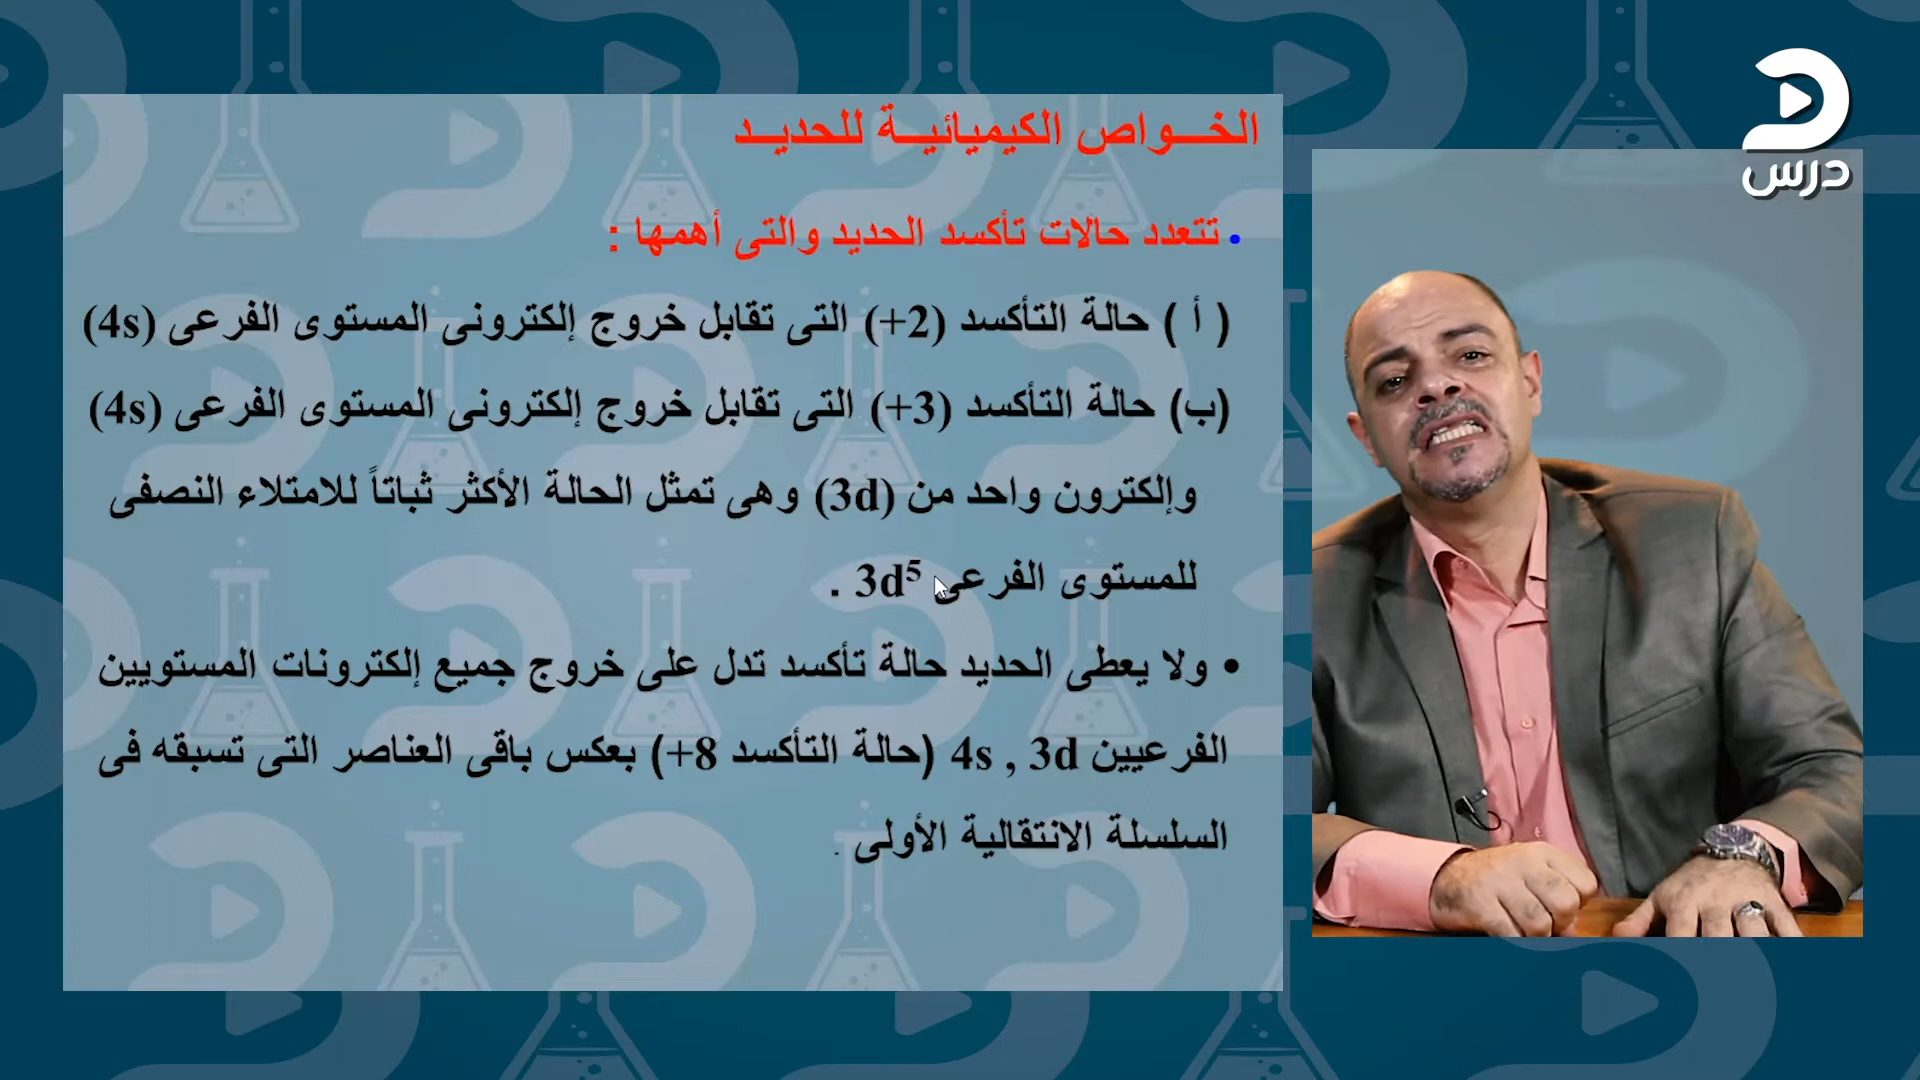 درس
الخـــواص الكيميائيــة للحديــد
• تتعدد حالات تأكسد الحديد والتى أهمها :
( أ ) حالة التأكسد (2+) التى تقابل خروج إلكترونى المستوى الفرعى (4s)
(ب) حالة التأكسد (3+) التى تقابل خروج إلكترونى المستوى الفرعى (4s)
وإلكترون واحد من (3d) وهى تمثل الحالة الأكثر ثباتاً للامتلاء النصفى
للمستوى الفرعى 3d⁵ .
• ولا يعطى الحديد حالة تأكسد تدل على خروج جميع إلكترونات المستويين
الفرعيين 4s , 3d (حالة التأكسد 8+) بعكس باقى العناصر التى تسبقه فى
السلسلة الانتقالية الأولى .